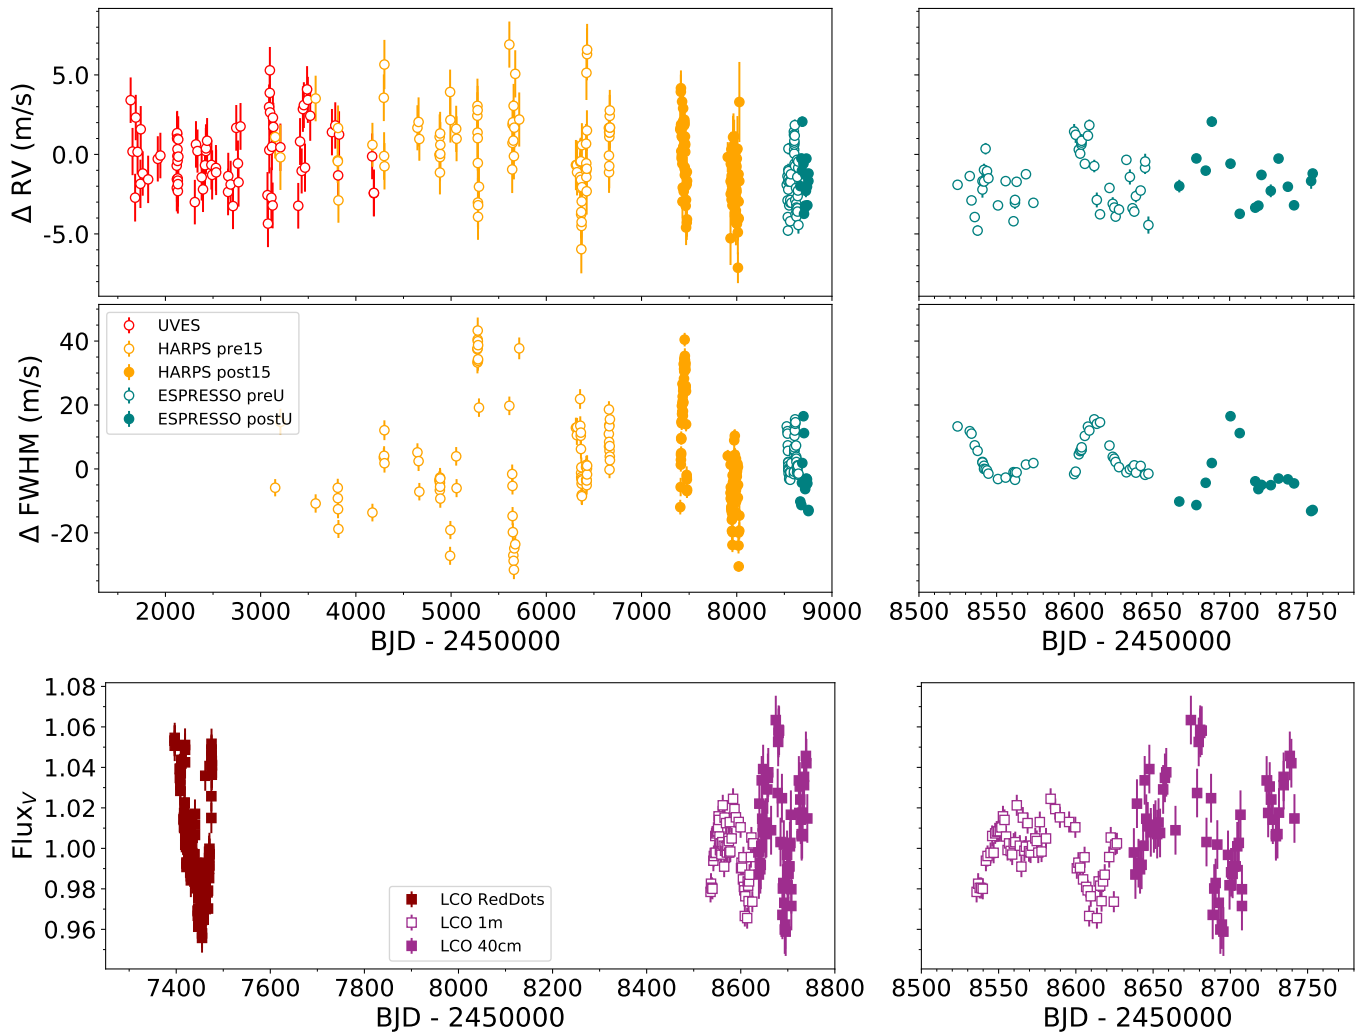 5.0
0.0
-5.0
Δ RV (m/s)
40
20
0
-20
Δ FWHM (m/s)
UVES
HARPS pre15
HARPS post15
ESPRESSO preU
ESPRESSO postU
2000 3000 4000 5000 6000 7000 8000 9000
BJD - 2450000
8500 8550 8600 8650 8700 8750
BJD - 2450000
1.08
1.06
1.04
1.02
1.00
0.98
0.96
Flux_V
LCO RedDots
LCO 1m
LCO 40cm
7400 7600 7800 8000 8200 8400 8600 8800
BJD - 2450000
8500 8550 8600 8650 8700 8750
BJD - 2450000